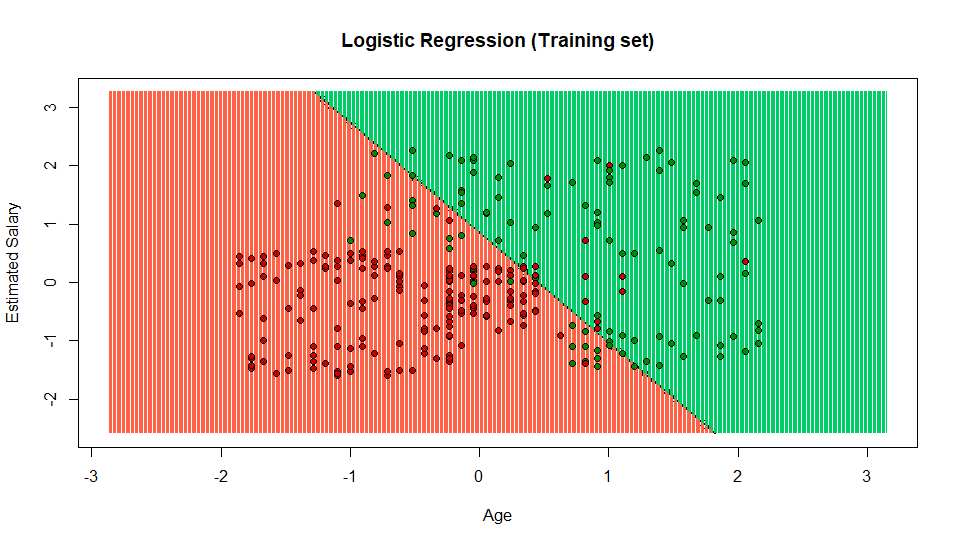 Logistic Regression (Training set)
Estimated Salary
3
2
1
0
-1
-2
-3 -2 -1 0 1 2 3
Age